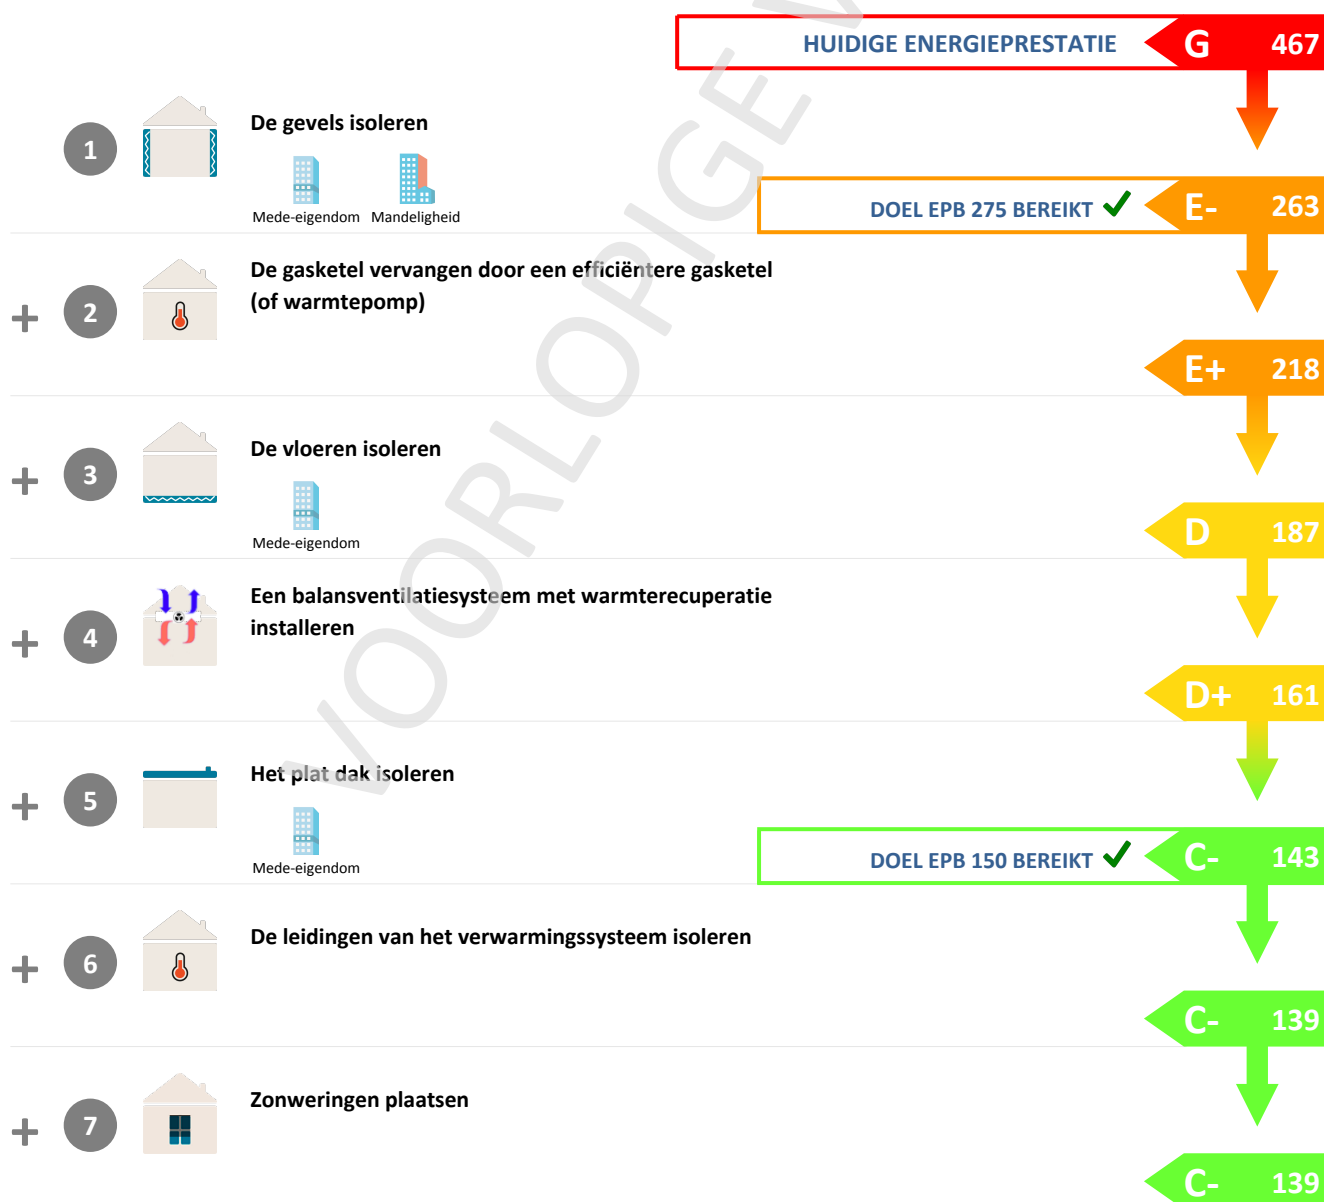 HUIDIGE ENERGIEPRESTATIE G 467
1 De gevels isoleren
Mede-eigendom Mandeligheid
DOEL EPB 275 BEREIKT E- 263
+ 2 De gasketel vervangen door een efficiëntere gasketel
(of warmtepomp)
E+ 218
+ 3 De vloeren isoleren
Mede-eigendom
D 187
+ 4 Een balansventilatiesysteem met warmterecuperatie
installeren
D+ 161
+ 5 Het plat dak isoleren
Mede-eigendom
DOEL EPB 150 BEREIKT C- 143
+ 6 De leidingen van het verwarmingssysteem isoleren
C- 139
+ 7 Zonweringen plaatsen
C- 139
VOORLOPIGE